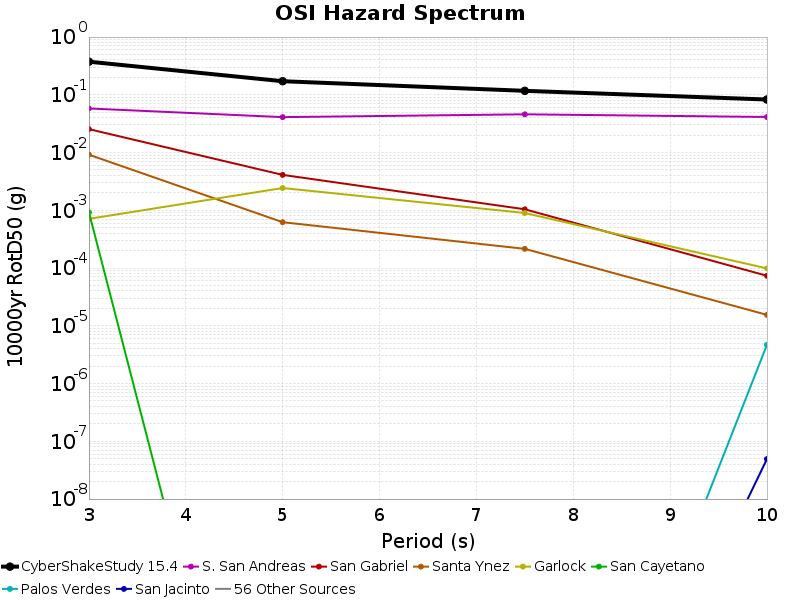 OSI Hazard Spectrum
10^0
10^-1
10^-2
10^-3
10^-4
10^-5
10^-6
10^-7
10^-8
10000yr RotD50 (g)
3 4 5 6 7 8 9 10
Period (s)
CyberShakeStudy 15.4 S. San Andreas San Gabriel Santa Ynez Garlock San Cayetano
Palos Verdes San Jacinto 56 Other Sources